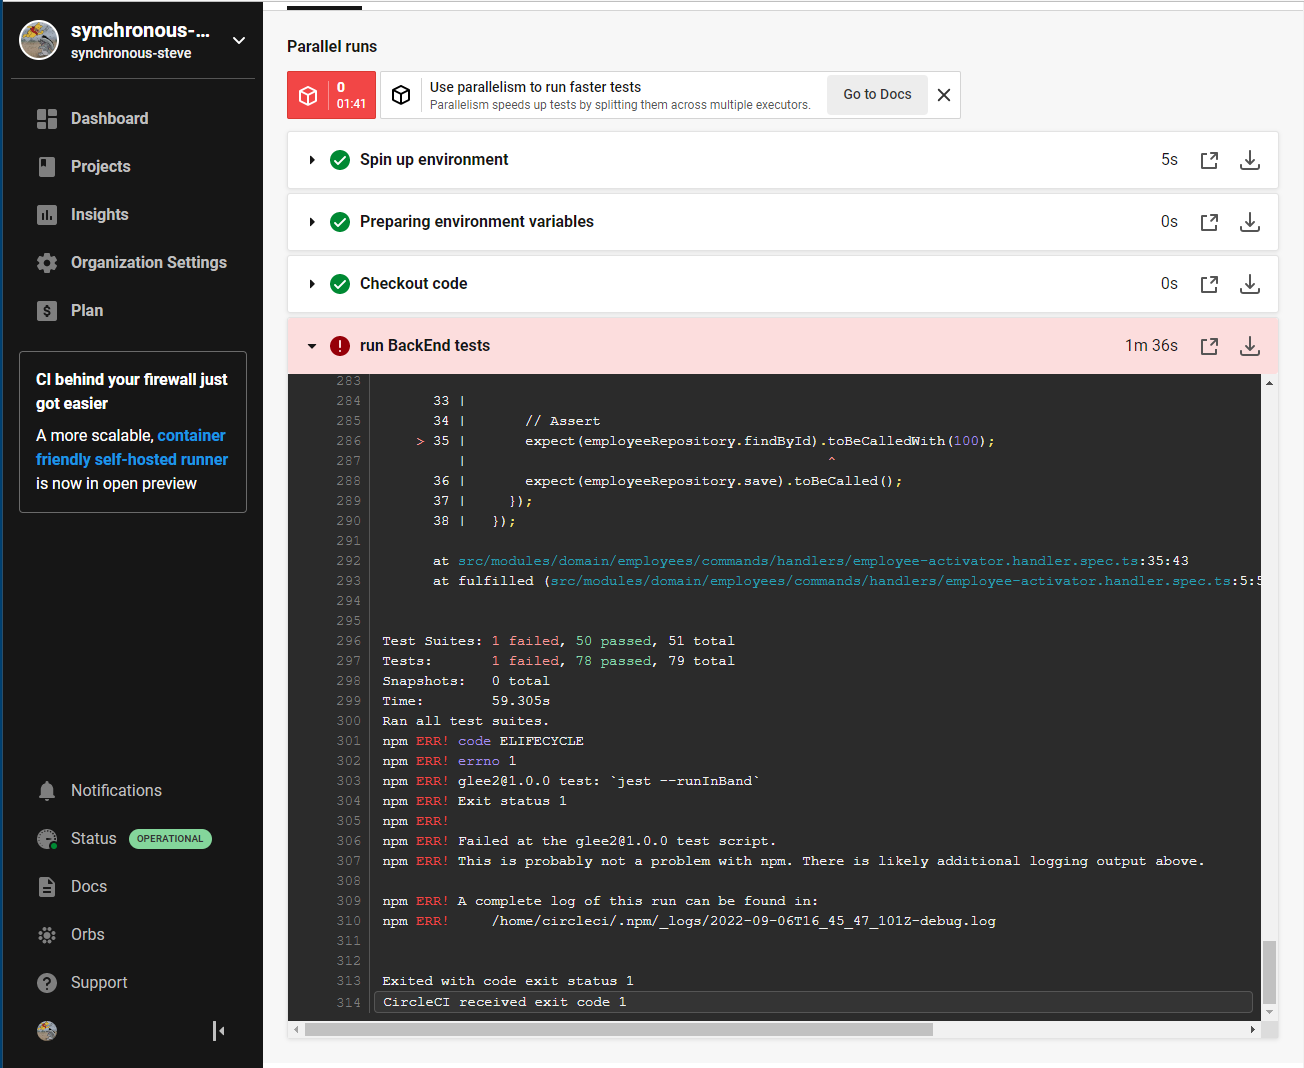 synchronous-...
synchronous-steve
Dashboard
Projects
Insights
Organization Settings
Plan
CI behind your firewall just
got easier
A more scalable, container
friendly self-hosted runner
is now in open preview
Notifications
Status OPERATIONAL
Docs
Orbs
Support
Parallel runs
0
01:41
Use parallelism to run faster tests
Parallelism speeds up tests by splitting them across multiple executors.
Go to Docs
Spin up environment 5s
Preparing environment variables 0s
Checkout code 0s
run BackEnd tests 1m 36s
283
284 33 |
285 34 | // Assert
286 > 35 | expect(employeeRepository.findById).toBeCalledWith(100);
287 | ^
288 36 | expect(employeeRepository.save).toBeCalled();
289 37 | });
290 38 | });
291
292 at src/modules/domain/employees/commands/handlers/employee-activator.handler.spec.ts:35:43
293 at fulfilled (src/modules/domain/employees/commands/handlers/employee-activator.handler.spec.ts:5:5
294
295
296 Test Suites: 1 failed, 50 passed, 51 total
297 Tests: 1 failed, 78 passed, 79 total
298 Snapshots: 0 total
299 Time: 59.305s
300 Ran all test suites.
301 npm ERR! code ELIFECYCLE
302 npm ERR! errno 1
303 npm ERR! glee2@1.0.0 test: `jest --runInBand`
304 npm ERR! Exit status 1
305 npm ERR!
306 npm ERR! Failed at the glee2@1.0.0 test script.
307 npm ERR! This is probably not a problem with npm. There is likely additional logging output above.
308
309 npm ERR! A complete log of this run can be found in:
310 npm ERR! /home/circleci/.npm/_logs/2022-09-06T16_45_47_101Z-debug.log
311
312
313 Exited with code exit status 1
314 CircleCI received exit code 1